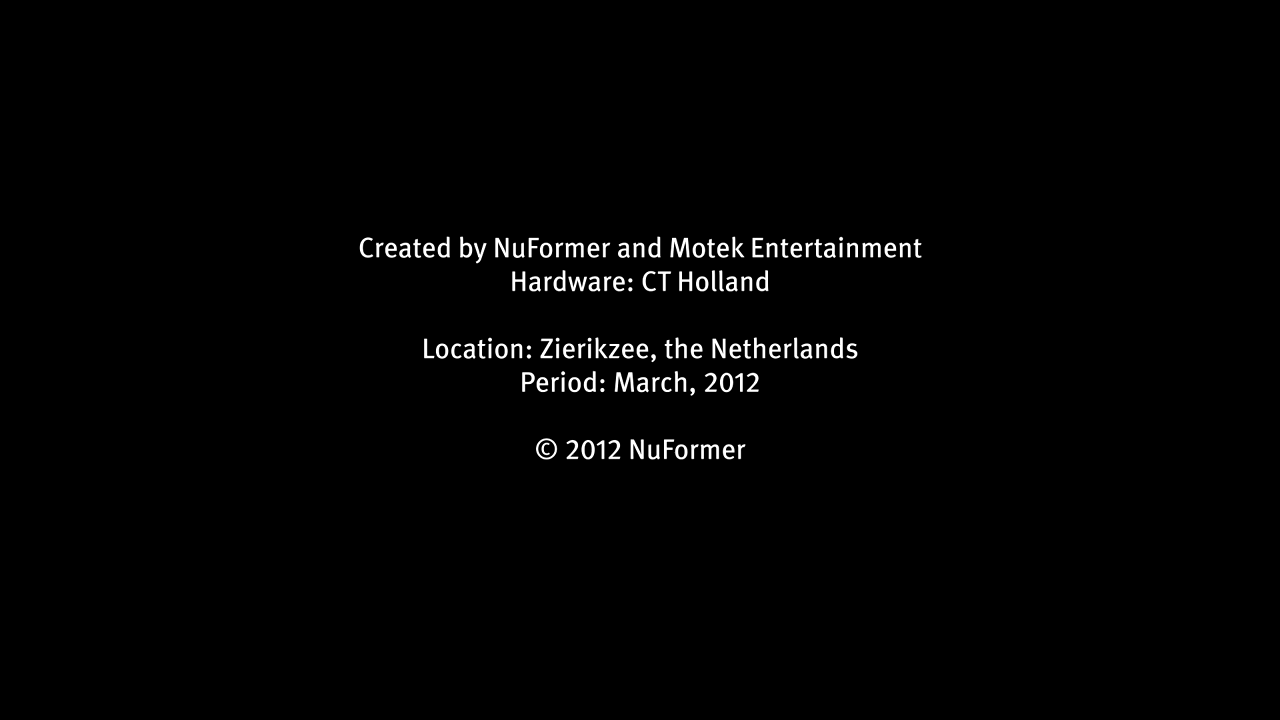 Created by NuFormer and Motek Entertainment
Hardware: CT Holland
Location: Zierikzee, the Netherlands
Period: March, 2012
© 2012 NuFormer